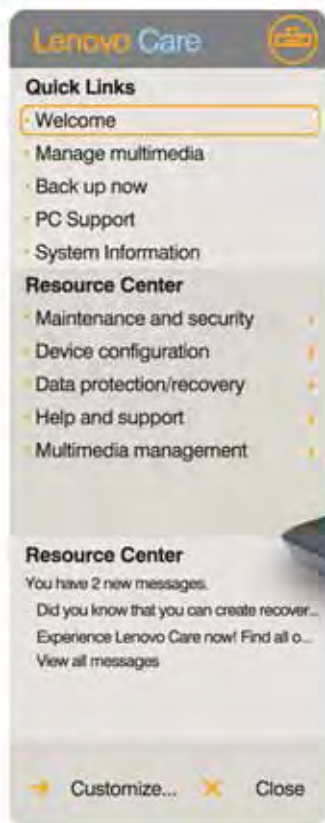 Lenovo Care
Quick Links
Welcome
Manage multimedia
Back up now
PC Support
System Information
Resource Center
Maintenance and security
Device configuration
Data protection/recovery
Help and support
Multimedia management
Resource Center
You have 2 new messages.
Did you know that you can create recover...
Experience Lenovo Care now! Find all o...
View all messages
Customize... Close